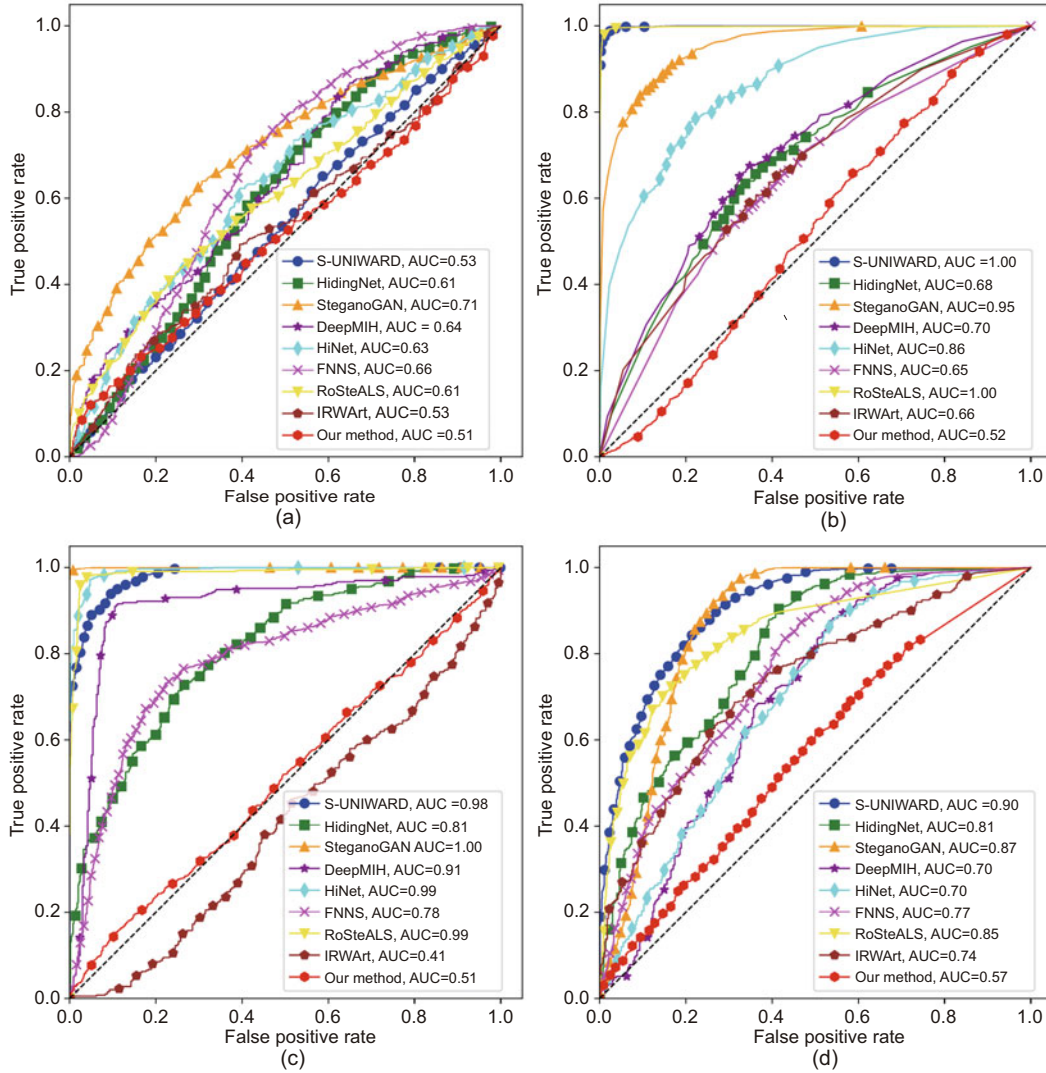 1.0
0.8
0.6
0.4
0.2
0.0
True positive rate
S-UNIWARD, AUC=0.53
HidingNet, AUC=0.61
SteganoGAN, AUC=0.71
DeepMIH, AUC = 0.64
HiNet, AUC=0.63
FNNS, AUC=0.66
RoSteALS, AUC=0.61
IRWArt, AUC=0.53
Our method, AUC =0.51
0.0 0.2 0.4 0.6 0.8 1.0
False positive rate
(a)
1.0
0.8
0.6
0.4
0.2
0.0
True positive rate
S-UNIWARD, AUC =1.00
HidingNet, AUC=0.68
SteganoGAN, AUC=0.95
DeepMIH, AUC=0.70
HiNet, AUC=0.86
FNNS, AUC=0.65
RoSteALS, AUC=1.00
IRWArt, AUC=0.66
Our method, AUC=0.52
0.0 0.2 0.4 0.6 0.8 1.0
False positive rate
(b)
1.0
0.8
0.6
0.4
0.2
0.0
True positive rate
S-UNIWARD, AUC =0.98
HidingNet, AUC =0.81
SteganoGAN AUC=1.00
DeepMIH, AUC=0.91
HiNet, AUC=0.99
FNNS, AUC=0.78
RoSteALS, AUC=0.99
IRWArt, AUC=0.41
Our method, AUC=0.51
0.0 0.2 0.4 0.6 0.8 1.0
False positive rate
(c)
1.0
0.8
0.6
0.4
0.2
0.0
True positive rate
S-UNIWARD, AUC =0.90
HidingNet, AUC=0.81
SteganoGAN, AUC=0.87
DeepMIH, AUC=0.70
HiNet, AUC=0.70
FNNS, AUC=0.77
RoSteALS, AUC=0.85
IRWArt, AUC=0.74
Our method, AUC=0.57
0.0 0.2 0.4 0.6 0.8 1.0
False positive rate
(d)